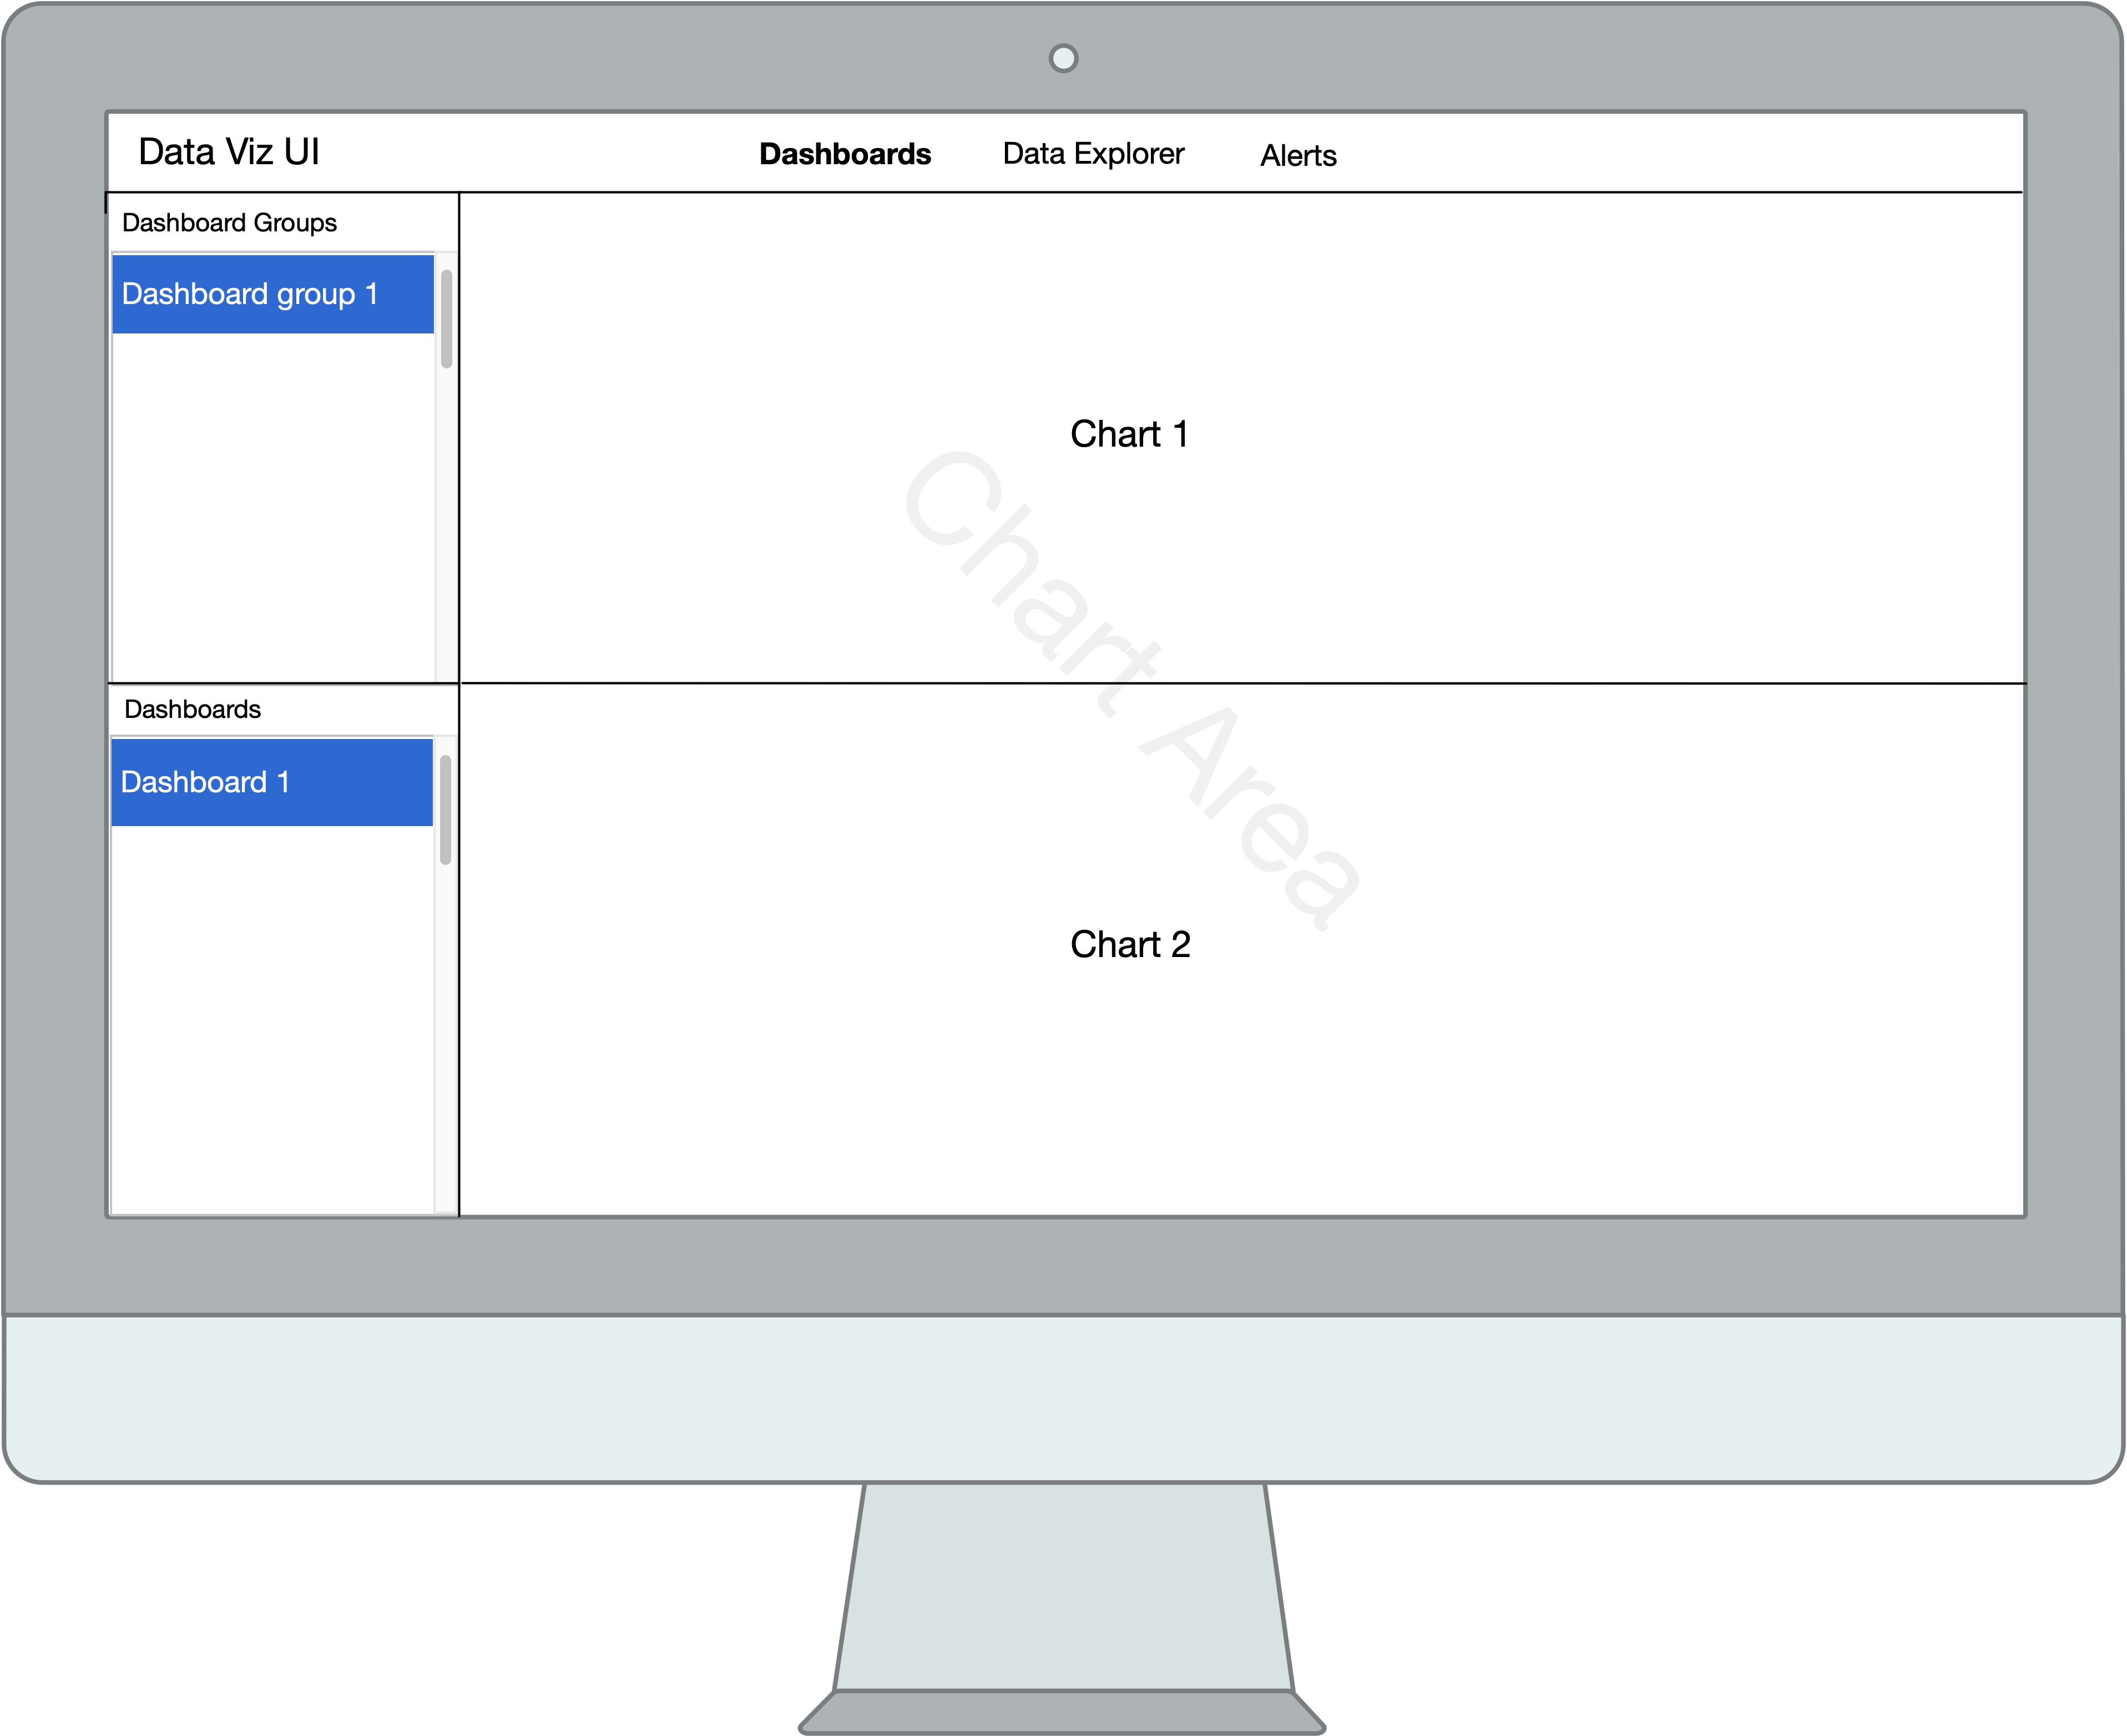 Data Viz UI
Dashboards
Data Explorer
Alerts
Dashboard Groups
Dashboard group 1
Dashboards
Dashboard 1
Chart 1
Chart Area
Chart 2